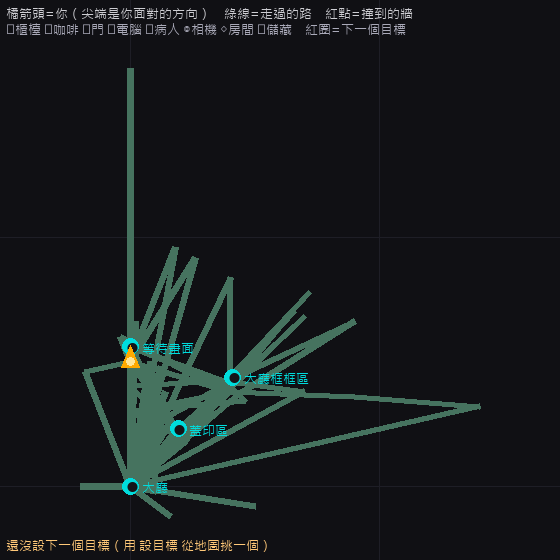 橘箭頭=你（尖端是你面對的方向） 綠線=走過的路 紅點=撞到的牆
櫃檯 咖啡 門 電腦 病人 相機 房間 儲藏 紅圈=下一個目標
等待畫面
大廳框框區
蓋印區
大廳
還沒設下一個目標（用 設目標 從地圖挑一個）